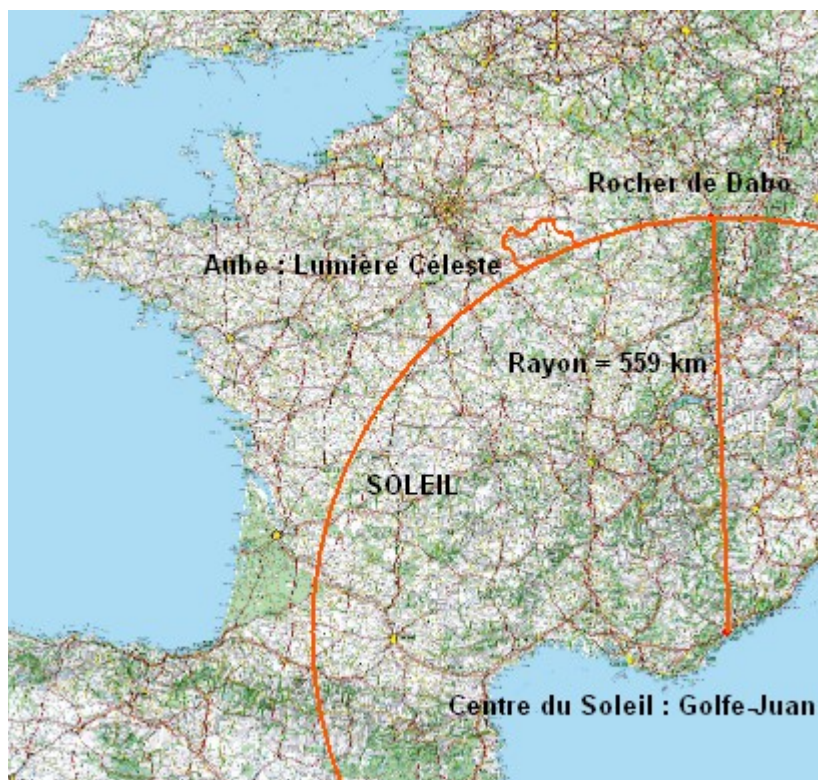 Rocher de Dabo
Aube : Lumière Céleste
Rayon = 559 km
SOLEIL
Centre du Soleil : Golfe-Juan